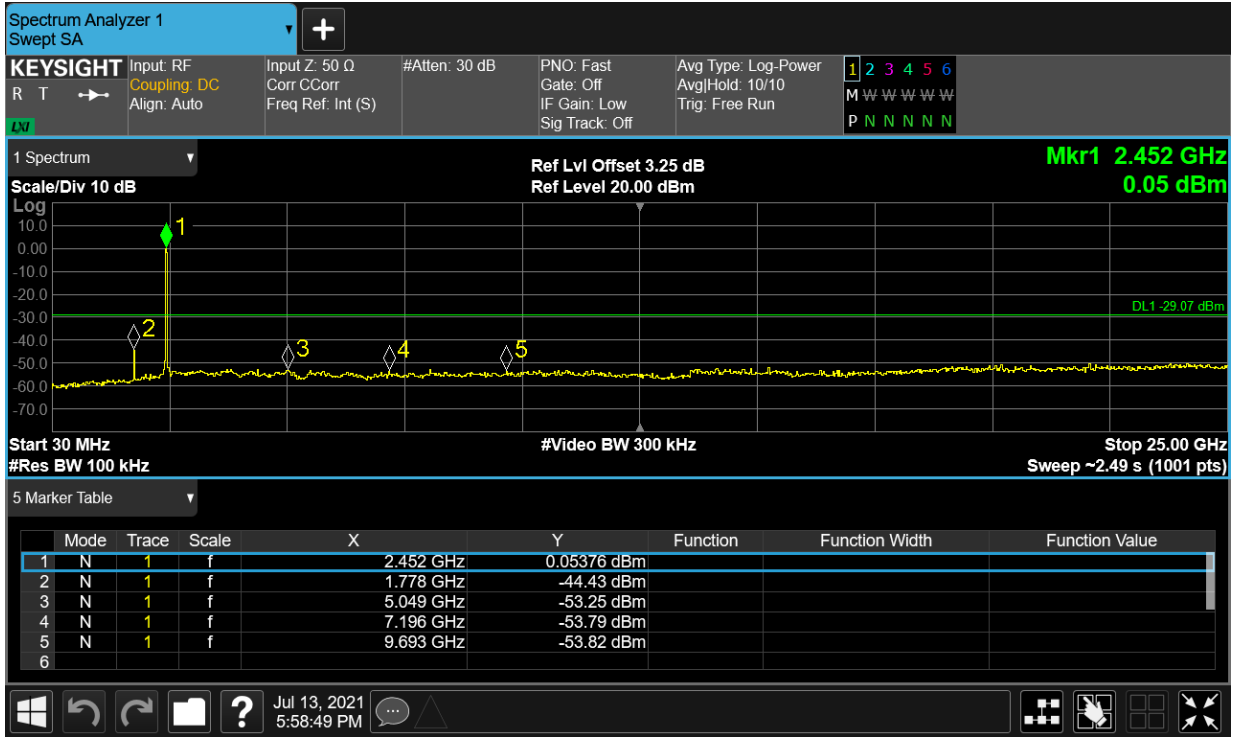 Spectrum Analyzer 1
Swept SA
KEYSIGHT Input: RF Input Z: 50 Ω #Atten: 30 dB PNO: Fast Avg Type: Log-Power 1 2 3 4 5 6
R T Coupling: DC Corr CCorr Gate: Off Avg|Hold: 10/10 M W W W W W
Align: Auto Freq Ref: Int (S) IF Gain: Low Trig: Free Run
LXI Sig Track: Off P N N N N N
1 Spectrum Ref Lvl Offset 3.25 dB Mkr1 2.452 GHz
Scale/Div 10 dB Ref Level 20.00 dBm 0.05 dBm
Log
10.0 1
0.00
-10.0
-20.0
DL1 -29.07 dBm
-30.0
2
-40.0
3 4 5
-50.0
-60.0
-70.0
Start 30 MHz #Video BW 300 kHz Stop 25.00 GHz
#Res BW 100 kHz Sweep ~2.49 s (1001 pts)
5 Marker Table
Mode Trace Scale X Y Function Function Width Function Value
1 N 1 f 2.452 GHz 0.05376 dBm
2 N 1 f 1.778 GHz -44.43 dBm
3 N 1 f 5.049 GHz -53.25 dBm
4 N 1 f 7.196 GHz -53.79 dBm
5 N 1 f 9.693 GHz -53.82 dBm
6
? Jul 13, 2021
5:58:49 PM